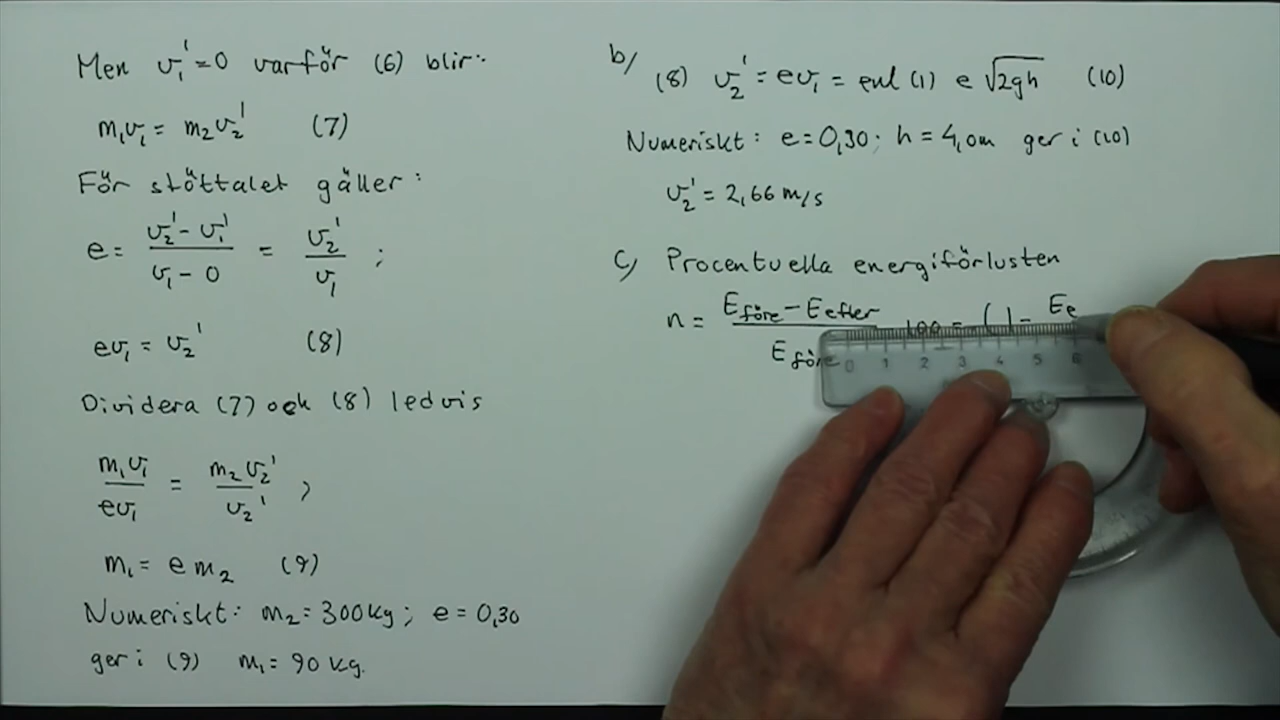 Men v₁' = 0 varför (6) blir:
m₁v₁ = m₂v₂' (7)
För stöttalet gäller:
e = (v₂' - v₁')/(v₁ - 0) = v₂'/v₁ ;
ev₁ = v₂' (8)
Dividera (7) och (8) ledvis
m₁v₁/ev₁ = m₂v₂'/v₂' ;
m₁ = e m₂ (9)
Numeriskt: m₂ = 300 kg ; e = 0,30
ger i (9) m₁ = 90 kg.
b/
(8) v₂' = ev₁ = enl (1) e √2gh (10)
Numeriskt: e = 0,30 ; h = 4,0m ger i (10)
v₂' = 2,66 m/s
c/ Procentuella energiförlusten
n = (Eföre - Eefter)/Eföre 100 = (1 - Ee
0 1 2 3 4 5 6